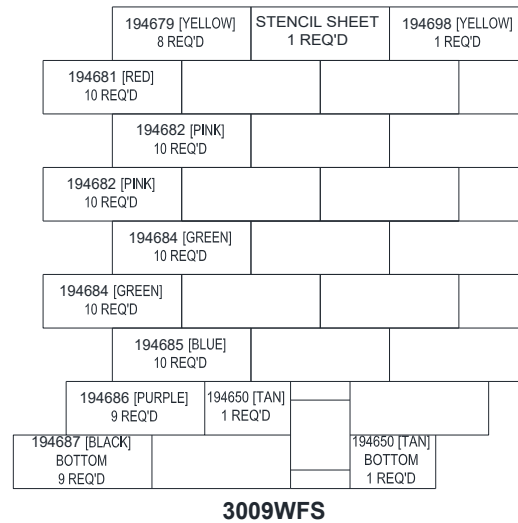 194679 [YELLOW]
8 REQ'D
STENCIL SHEET
1 REQ'D
194698 [YELLOW]
1 REQ'D
194681 [RED]
10 REQ'D
194682 [PINK]
10 REQ'D
194682 [PINK]
10 REQ'D
194684 [GREEN]
10 REQ'D
194684 [GREEN]
10 REQ'D
194685 [BLUE]
10 REQ'D
194686 [PURPLE]
9 REQ'D
194650 [TAN]
1 REQ'D
194687 [BLACK]
BOTTOM
9 REQ'D
194650 [TAN]
BOTTOM
1 REQ'D
3009WFS